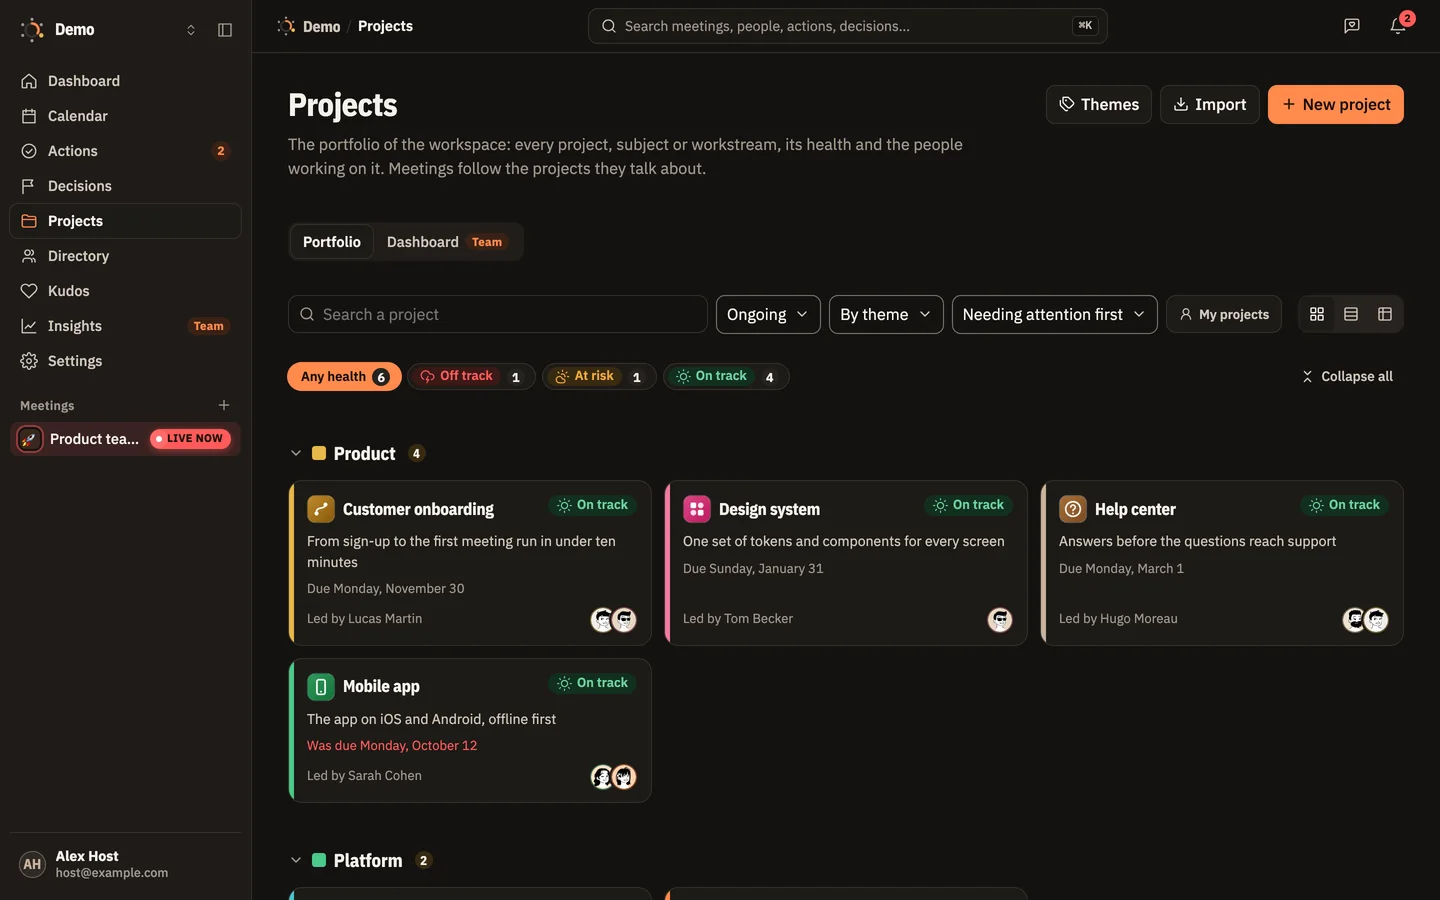 Demo
Dashboard
Calendar
Actions 2
Decisions
Projects
Directory
Kudos
Insights Team
Settings
Meetings
Product tea... LIVE NOW
AH
Alex Host
host@example.com
Demo / Projects
Search meetings, people, actions, decisions... ⌘K
2
Projects
Themes
Import
New project
The portfolio of the workspace: every project, subject or workstream, its health and the people
working on it. Meetings follow the projects they talk about.
Portfolio
Dashboard Team
Search a project
Ongoing
By theme
Needing attention first
My projects
Any health 6
Off track 1
At risk 1
On track 4
Collapse all
Product 4
Customer onboarding
On track
From sign-up to the first meeting run in under ten
minutes
Due Monday, November 30
Led by Lucas Martin
Design system
On track
One set of tokens and components for every screen
Due Sunday, January 31
Led by Tom Becker
Help center
On track
Answers before the questions reach support
Due Monday, March 1
Led by Hugo Moreau
Mobile app
On track
The app on iOS and Android, offline first
Was due Monday, October 12
Led by Sarah Cohen
Platform 2